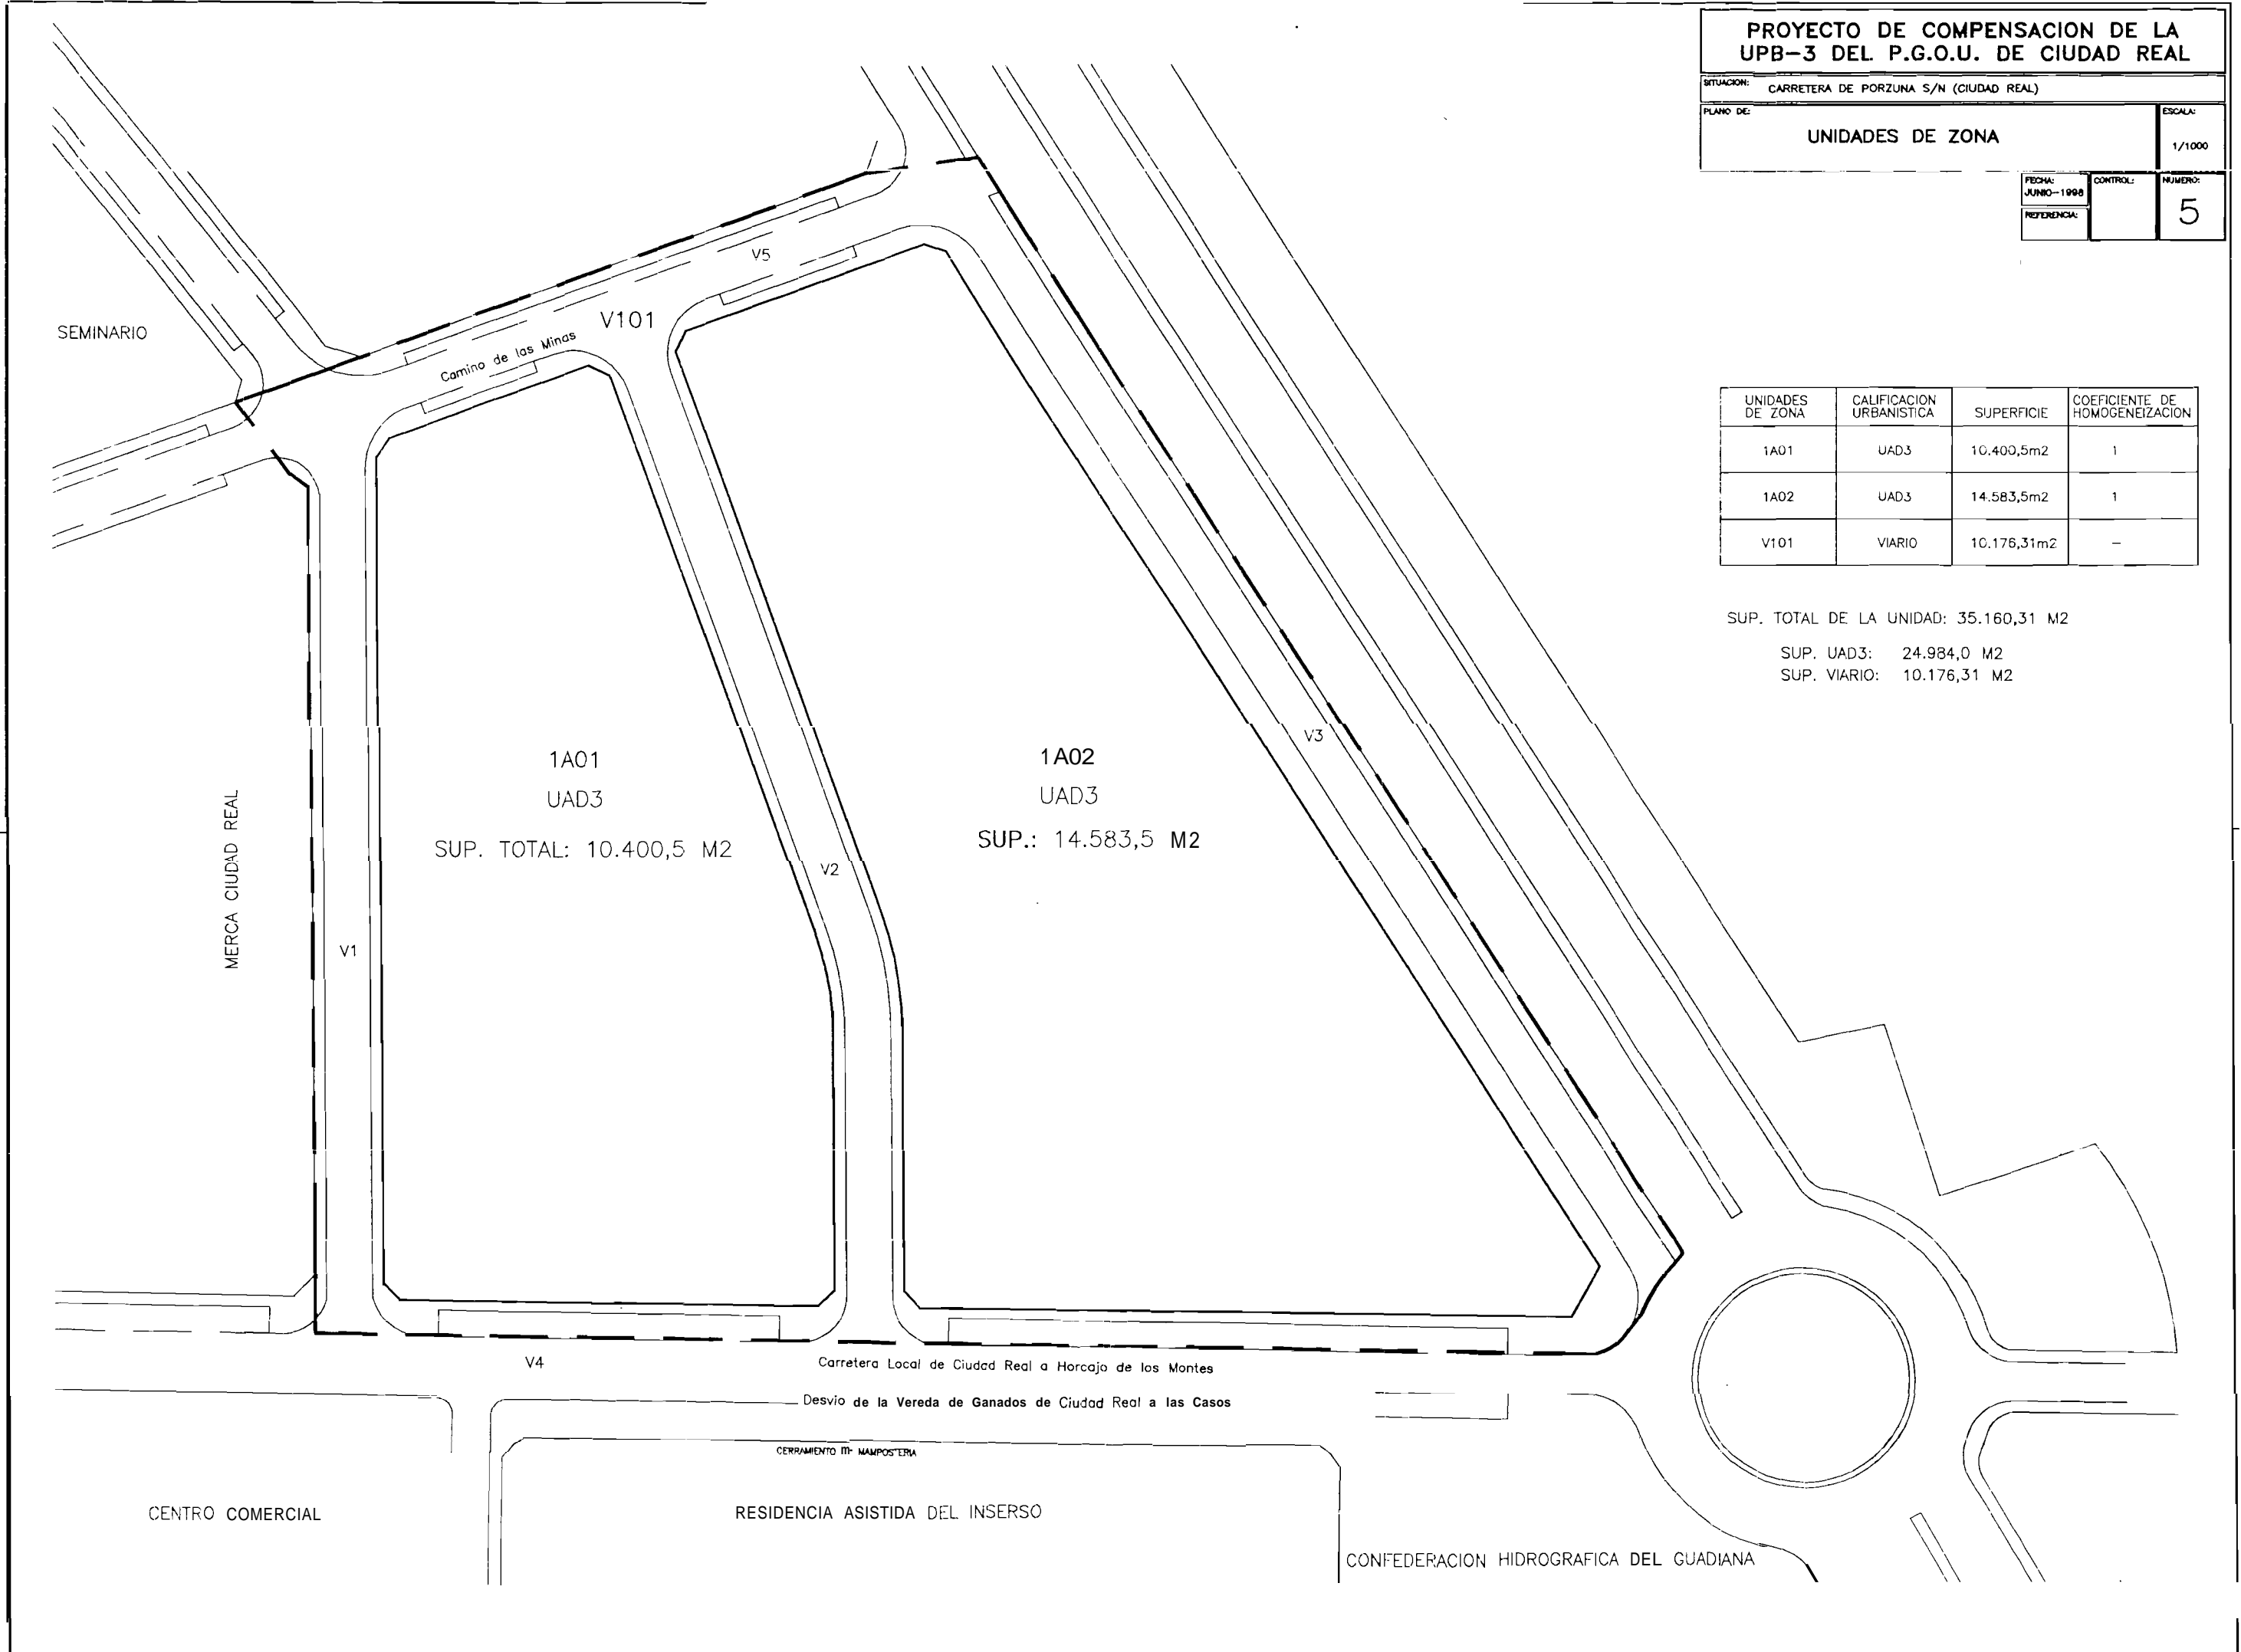 PROYECTO DE COMPENSACION DE LA
UPB-3 DEL P.G.O.U. DE CIUDAD REAL
SITUACION: CARRETERA DE PORZUNA S/N (CIUDAD REAL)
PLANO DE:
UNIDADES DE ZONA
ESCALA:
1/1000
FECHA:
JUNIO-1998
CONTROL:
NUMERO:
5
REFERENCIA:
SEMINARIO
V5
V101
Camino de las Minas
UNIDADES DE ZONA CALIFICACION URBANISTICA SUPERFICIE COEFICIENTE DE HOMOGENEIZACION
1A01 UAD3 10.400,5m2 1
1A02 UAD3 14.583,5m2 1
V101 VIARIO 10.176,31m2 -
SUP. TOTAL DE LA UNIDAD: 35.160,31 M2
SUP. UAD3: 24.984,0 M2
SUP. VIARIO: 10.176,31 M2
1A01
UAD3
SUP. TOTAL: 10.400,5 M2
1A02
UAD3
SUP.: 14.583,5 M2
V3
V2
V1
MERCA CIUDAD REAL
V4
Carretera Local de Ciudad Real a Horcajo de los Montes
Desvio de la Vereda de Ganados de Ciudad Real a las Casos
CERRAMIENTO MAMPOSTERIA
CENTRO COMERCIAL
RESIDENCIA ASISTIDA DEL INSERSO
CONFEDERACION HIDROGRAFICA DEL GUADIANA